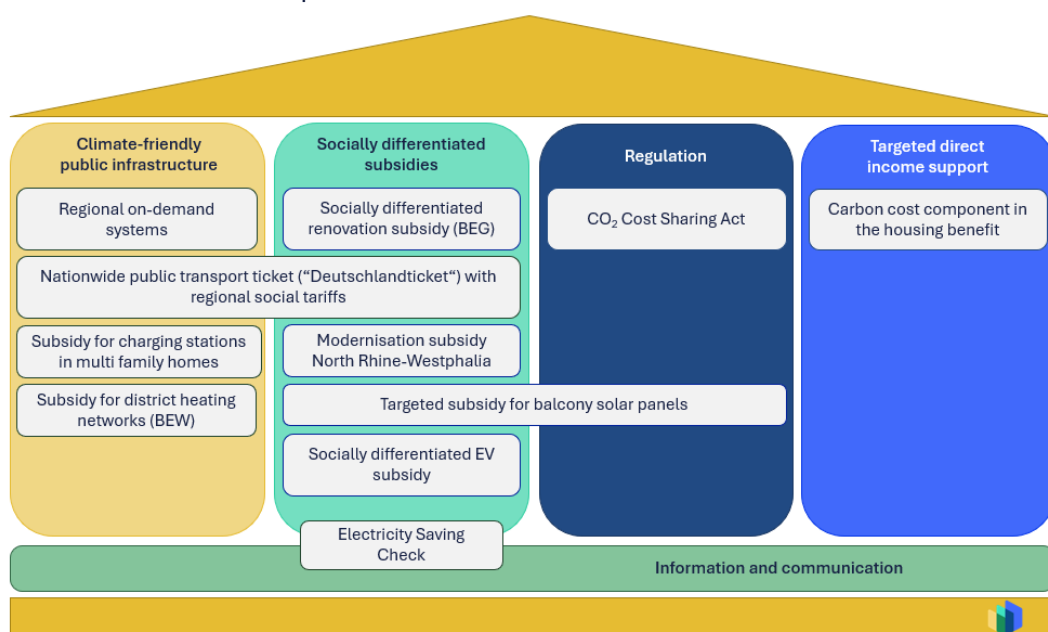 Climate-friendly
public infrastructure
Regional on-demand
systems
Socially differentiated
subsidies
Socially differentiated
renovation subsidy (BEG)
Regulation
CO₂ Cost Sharing Act
Targeted direct
income support
Carbon cost component in
the housing benefit
Nationwide public transport ticket (“Deutschlandticket“) with
regional social tariffs
Subsidy for charging stations
in multi family homes
Modernisation subsidy
North Rhine-Westphalia
Subsidy for district heating
networks (BEW)
Targeted subsidy for balcony solar panels
Socially differentiated EV
subsidy
Electricity Saving
Check
Information and communication